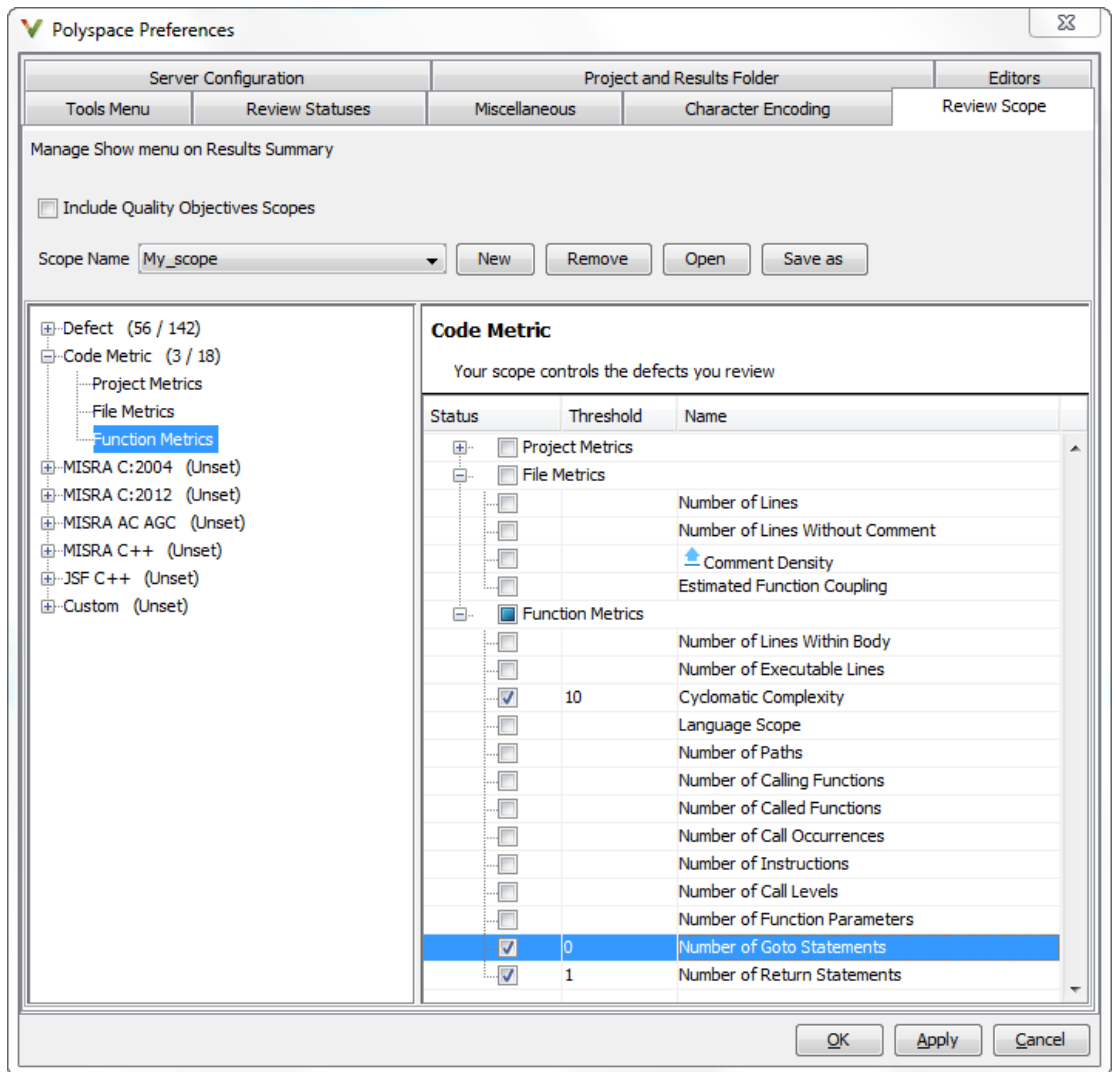 Polyspace Preferences
Server Configuration Project and Results Folder Editors
Tools Menu Review Statuses Miscellaneous Character Encoding Review Scope
Manage Show menu on Results Summary
Include Quality Objectives Scopes
Scope Name My_scope New Remove Open Save as
Defect (56 / 142)
Code Metric (3 / 18)
Project Metrics
File Metrics
Function Metrics
MISRA C:2004 (Unset)
MISRA C:2012 (Unset)
MISRA AC AGC (Unset)
MISRA C++ (Unset)
JSF C++ (Unset)
Custom (Unset)
Code Metric
Your scope controls the defects you review
Status Threshold Name
Project Metrics
File Metrics
Number of Lines
Number of Lines Without Comment
Comment Density
Estimated Function Coupling
Function Metrics
Number of Lines Within Body
Number of Executable Lines
10 Cyclomatic Complexity
Language Scope
Number of Paths
Number of Calling Functions
Number of Called Functions
Number of Call Occurrences
Number of Instructions
Number of Call Levels
Number of Function Parameters
0 Number of Goto Statements
1 Number of Return Statements
OK Apply Cancel